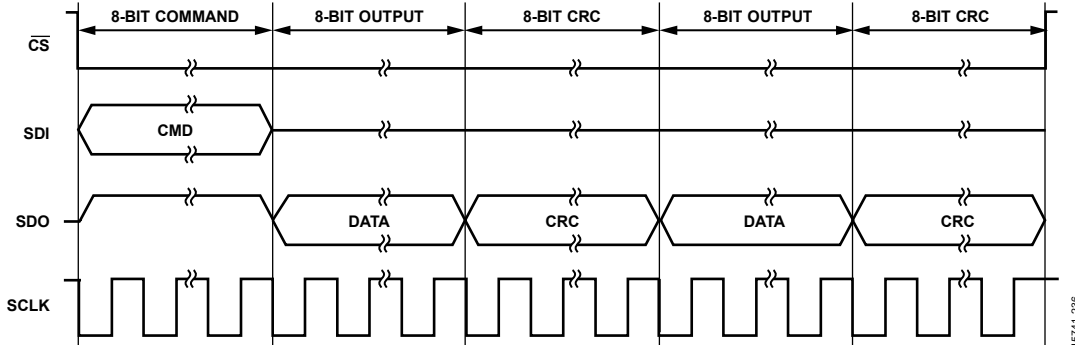 8-BIT COMMAND 8-BIT OUTPUT 8-BIT CRC 8-BIT OUTPUT 8-BIT CRC
CS
SDI CMD
SDO DATA CRC DATA CRC
SCLK